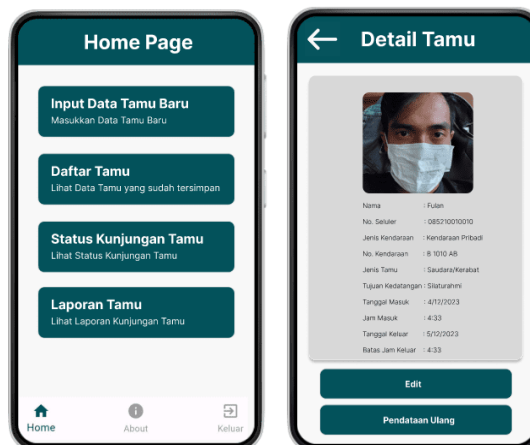 Home Page
Input Data Tamu Baru
Masukkan Data Tamu Baru
Daftar Tamu
Lihat Data Tamu yang sudah tersimpan
Status Kunjungan Tamu
Lihat Status Kunjungan Tamu
Laporan Tamu
Lihat Laporan Kunjungan Tamu
Home
About
Keluar
Detail Tamu
Nama : Fulan
No. Seluler : 085210010010
Jenis Kendaraan : Kendaraan Pribadi
No. Kendaraan : B 1010 AB
Jenis Tamu : Saudara/Kerabat
Tujuan Kedatangan : Silaturahmi
Tanggal Masuk : 4/12/2023
Jam Masuk : 4:33
Tanggal Keluar : 5/12/2023
Batas Jam Keluar : 4:33
Edit
Pendataan Ulang